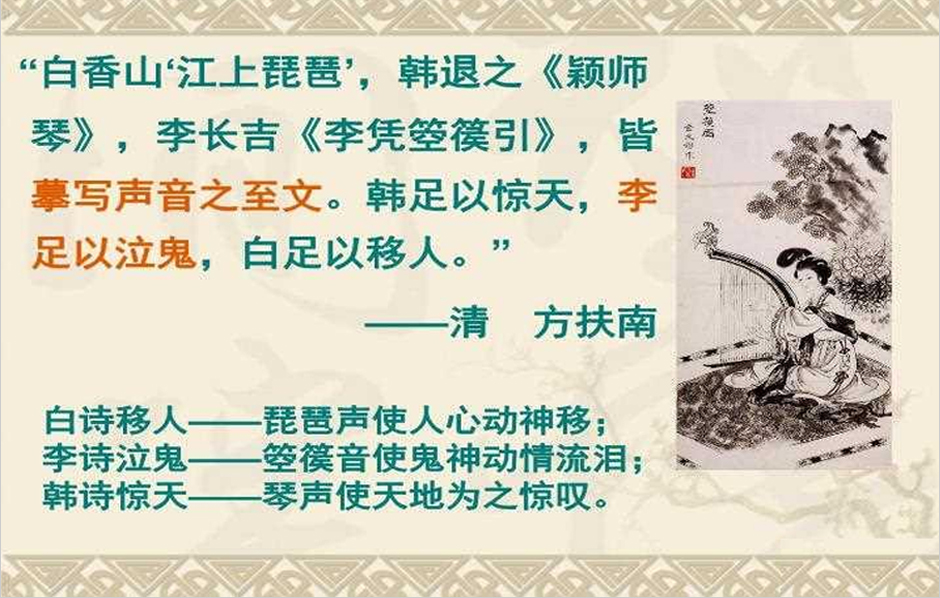 “白香山‘江上琵琶’，韩退之《颖师
琴》，李长吉《李凭箜篌引》，皆
摹写声音之至文。韩足以惊天，李
足以泣鬼，白足以移人。”
——清　方扶南
白诗移人——琵琶声使人心动神移；
李诗泣鬼——箜篌音使鬼神动情流泪；
韩诗惊天——琴声使天地为之惊叹。